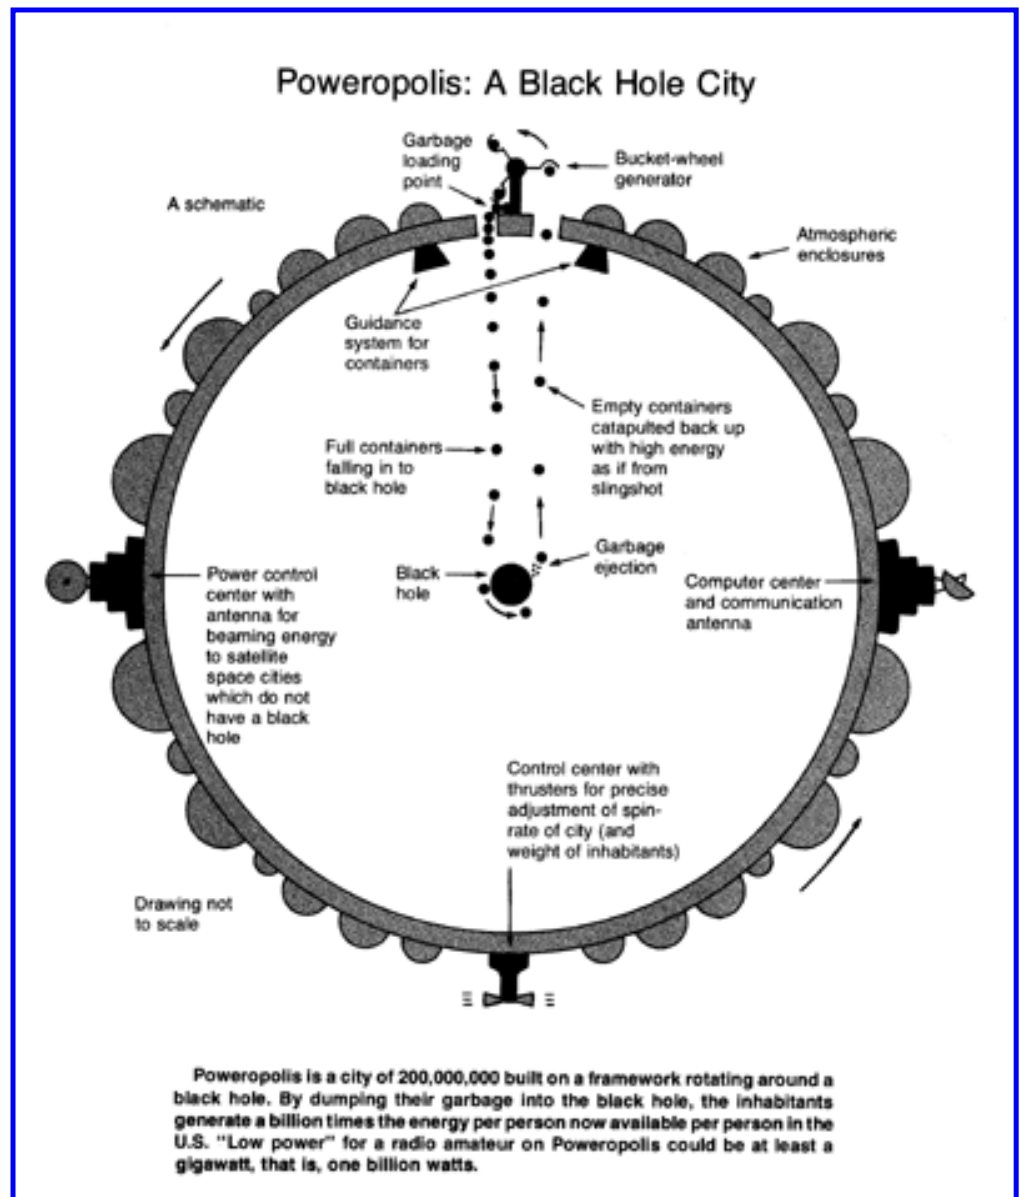 Poweropolis: A Black Hole City
Garbage
loading
point
Bucket-wheel
generator
A schematic
Atmospheric
enclosures
Guidance
system for
containers
Empty containers
catapulted back up
with high energy
as if from
slingshot
Full containers
falling in to
black hole
Garbage
ejection
Black
hole
Power control
center with
antenna for
beaming energy
to satellite
space cities
which do not
have a black
hole
Computer center
and communication
antenna
Control center with
thrusters for precise
adjustment of spin-
rate of city (and
weight of inhabitants)
Drawing not
to scale
Poweropolis is a city of 200,000,000 built on a framework rotating around a
black hole. By dumping their garbage into the black hole, the inhabitants
generate a billion times the energy per person now available per person in the
U.S. "Low power" for a radio amateur on Poweropolis could be at least a
gigawatt, that is, one billion watts.